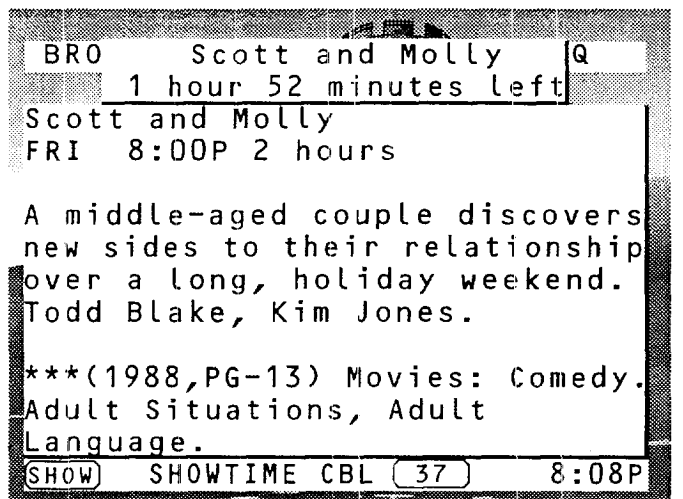 BRO Scott and Molly Q
1 hour 52 minutes left
Scott and Molly
FRI 8:00P 2 hours
A middle-aged couple discovers
new sides to their relationship
over a long, holiday weekend.
Todd Blake, Kim Jones.
***(1988,PG-13) Movies: Comedy.
Adult Situations, Adult
Language.
SHOW SHOWTIME CBL 37 8:08P